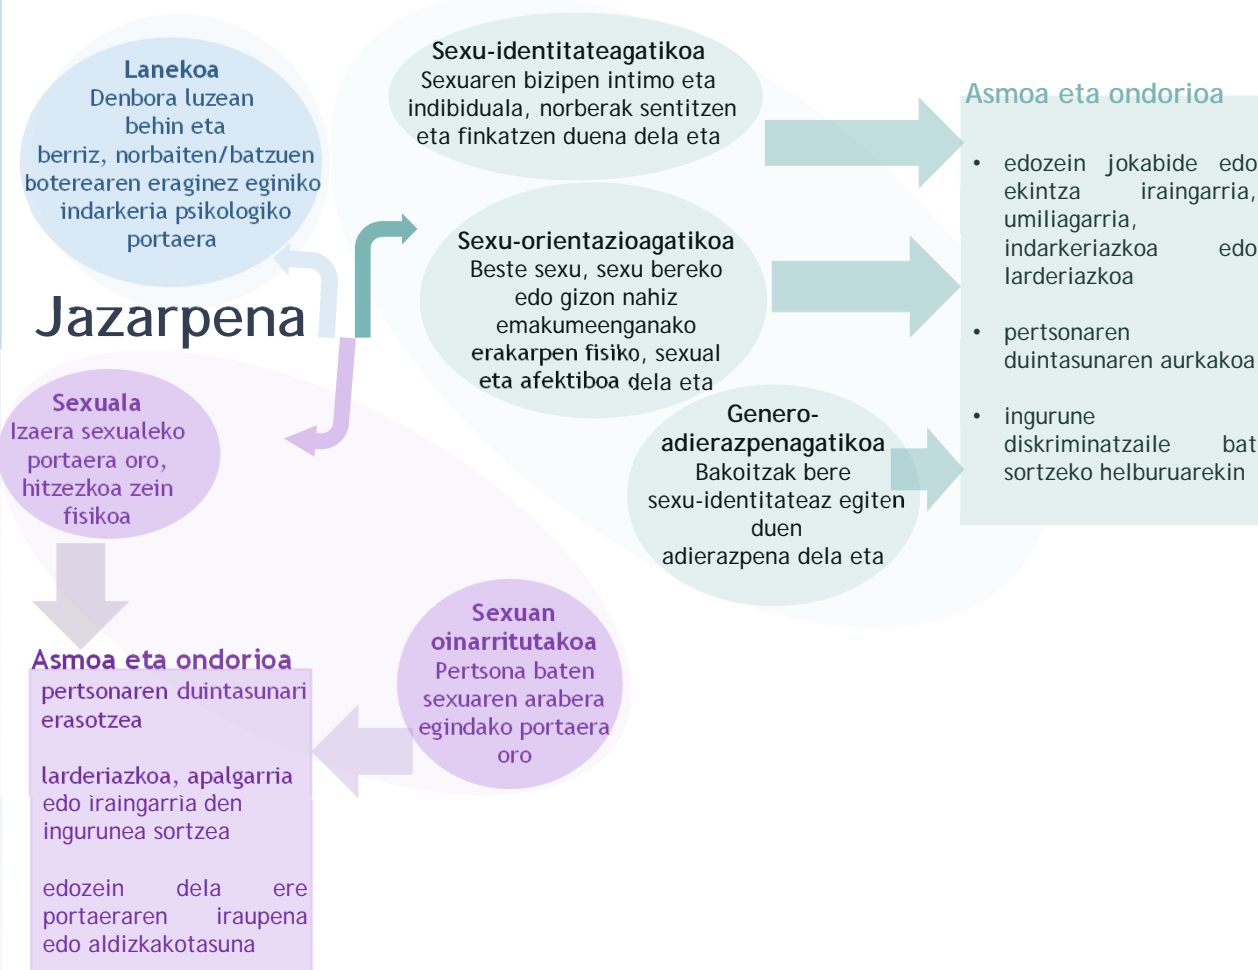 Lanekoa
Denbora luzean
behin eta
berriz, norbaiten/batzuen
boterearen eraginez eginiko
indarkeria psikologiko
portaera
Sexu-identitateagatikoa
Sexuaren bizipen intimo eta
indibiduala, norberak sentitzen
eta finkatzen duena dela eta
Sexu-orientazioagatikoa
Beste sexu, sexu bereko
edo gizon nahiz
emakumeenganako
erakarpen fisiko, sexual
eta afektiboa dela eta
Genero-
adierazpenagatikoa
Bakoitzak bere
sexu-identitateaz egiten
duen
adierazpena dela eta
Asmoa eta ondorioa
• edozein jokabide edo
ekintza iraingarria,
umiliagarria,
indarkeriazkoa edo
larderiazkoa
• pertsonaren
duintasunaren aurkakoa
• ingurune
diskriminatzaile bat
sortzeko helburuarekin
Jazarpena
Sexuala
Izaera sexualeko
portaera oro,
hitzezkoa zein
fisikoa
Sexuan
oinarritutakoa
Pertsona baten
sexuaren arabera
egindako portaera
oro
Asmoa eta ondorioa
pertsonaren duintasunari
erasotzea
larderiazkoa, apalgarria
edo iraingarria den
ingurunea sortzea
edozein dela ere
portaeraren iraupena
edo aldizkakotasuna